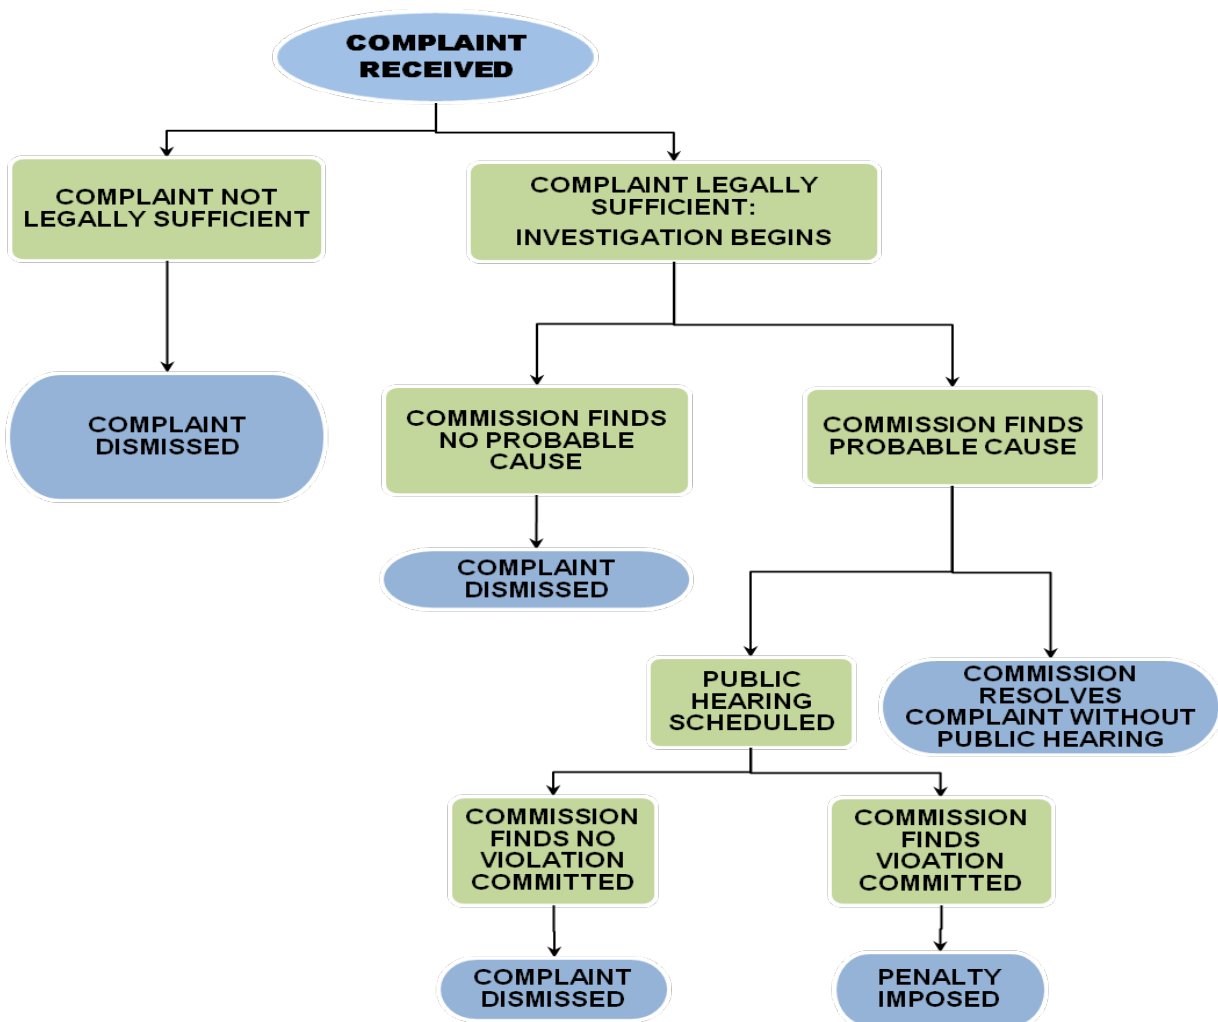 COMPLAINT
RECEIVED
COMPLAINT NOT
LEGALLY SUFFICIENT
COMPLAINT LEGALLY
SUFFICIENT:
INVESTIGATION BEGINS
COMPLAINT
DISMISSED
COMMISSION FINDS
NO PROBABLE
CAUSE
COMMISSION FINDS
PROBABLE CAUSE
COMPLAINT
DISMISSED
PUBLIC
HEARING
SCHEDULED
COMMISSION
RESOLVES
COMPLAINT WITHOUT
PUBLIC HEARING
COMMISSION
FINDS NO
VIOLATION
COMMITTED
COMMISSION
FINDS
VIOATION
COMMITTED
COMPLAINT
DISMISSED
PENALTY
IMPOSED